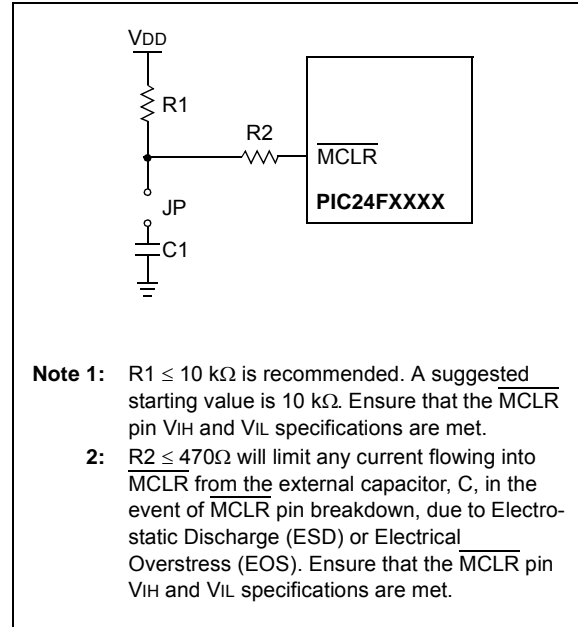 VDD
R1
R2
MCLR
JP
PIC24FXXXX
C1
Note 1: R1 ≤ 10 kΩ is recommended. A suggested
starting value is 10 kΩ. Ensure that the MCLR
pin VIH and VIL specifications are met.
2: R2 ≤ 470Ω will limit any current flowing into
MCLR from the external capacitor, C, in the
event of MCLR pin breakdown, due to Electro-
static Discharge (ESD) or Electrical
Overstress (EOS). Ensure that the MCLR pin
VIH and VIL specifications are met.